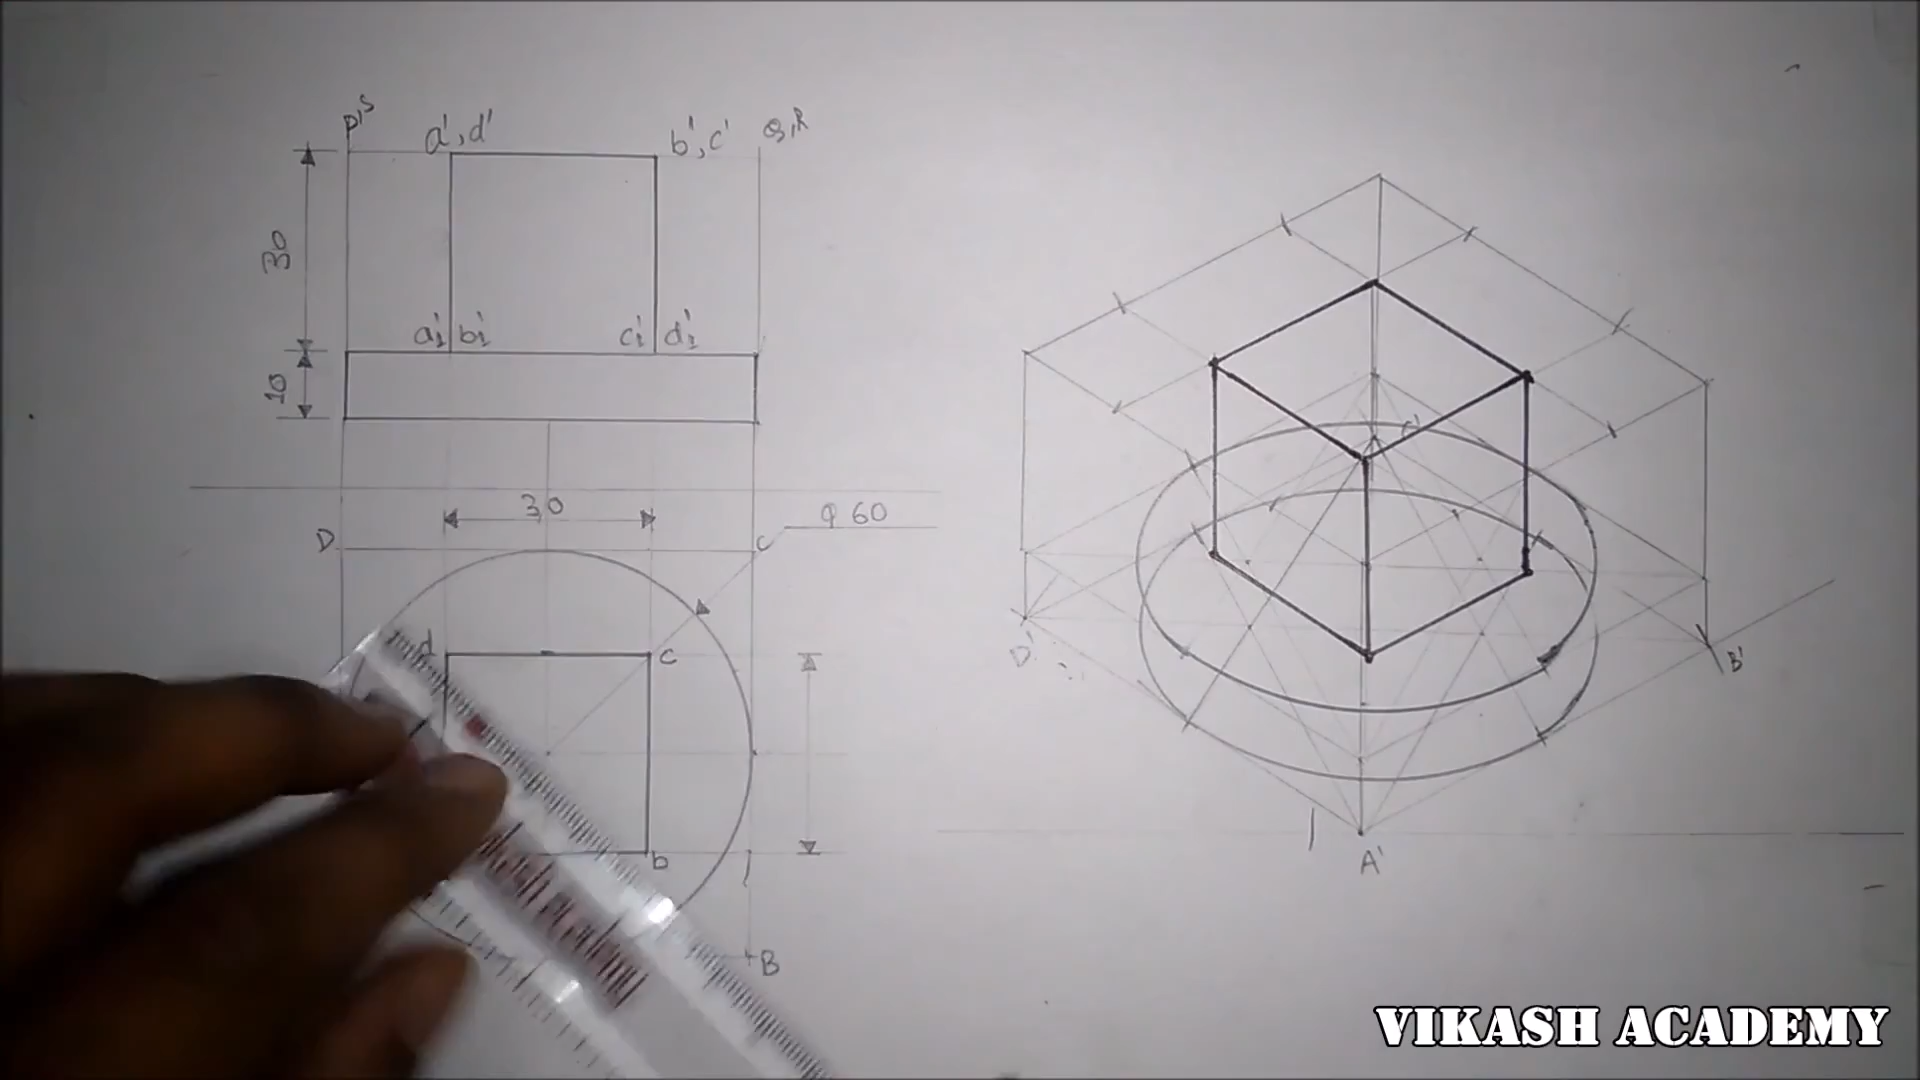 p's
a', d'
b', c'
30
a₁' b₁'
c₁' d₁'
10
30
φ 60
D
C
d
c
b
B
C'
D'
B'
A'
VIKASH ACADEMY